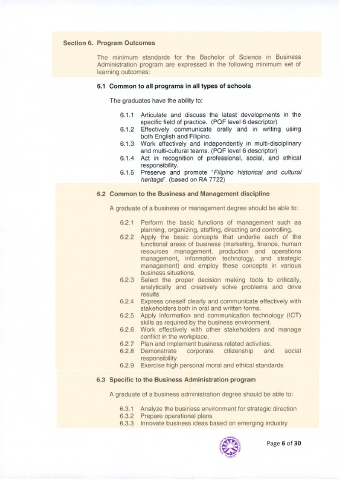 Section 6. Program Outcomes
The minimum standards for the Bachelor of Science in Business
Administration program are expressed in the following minimum set of
learning outcomes:
6.1 Common to all programs in all types of schools
The graduates have the ability to:
6.1.1 Articulate and discuss the latest developments in the
specific field of practice. (PQF level 6 descriptor)
6.1.2 Effectively communicate orally and in writing using
both English and Filipino.
6.1.3 Work effectively and independently in multi-disciplinary
and multi-cultural teams. (PQF level 6 descriptor)
6.1.4 Act in recognition of professional, social, and ethical
responsibility.
6.1.5 Preserve and promote "Filipino historical and cultural
heritage". (based on RA 7722)
6.2 Common to the Business and Management discipline
A graduate of a business or management degree should be able to:
6.2.1 Perform the basic functions of management such as
planning, organizing, staffing, directing and controlling.
6.2.2 Apply the basic concepts that underlie each of the
functional areas of business (marketing, finance, human
resources management, production and operations
management, information technology, and strategic
management) and employ these concepts in various
business situations.
6.2.3 Select the proper decision making tools to critically,
analytically and creatively solve problems and drive
results
6.2.4 Express oneself clearly and communicate effectively with
stakeholders both in oral and written forms.
6.2.5 Apply information and communication technology (ICT)
skills as required by the business environment.
6.2.6 Work effectively with other stakeholders and manage
conflict in the workplace.
6.2.7 Plan and implement business related activities.
6.2.8 Demonstrate corporate citizenship and social
responsibility
6.2.9 Exercise high personal moral and ethical standards
6.3 Specific to the Business Administration program
A graduate of a business administration degree should be able to:
6.3.1 Analyze the business environment for strategic direction
6.3.2 Prepare operational plans
6.3.3 Innovate business ideas based on emerging industry
Page 6 of 30